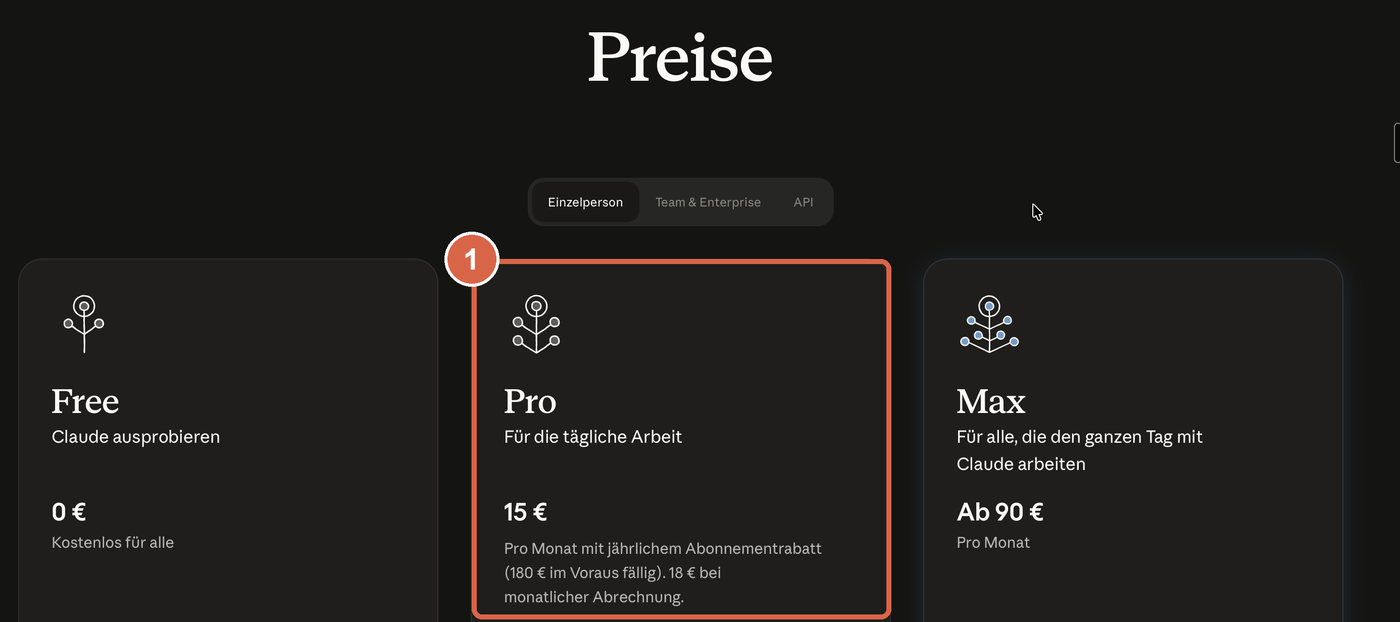 Preise
Einzelperson
Team & Enterprise
API
1
Free
Claude ausprobieren
0 €
Kostenlos für alle
Pro
Für die tägliche Arbeit
15 €
Pro Monat mit jährlichem Abonnementrabatt
(180 € im Voraus fällig). 18 € bei
monatlicher Abrechnung.
Max
Für alle, die den ganzen Tag mit
Claude arbeiten
Ab 90 €
Pro Monat